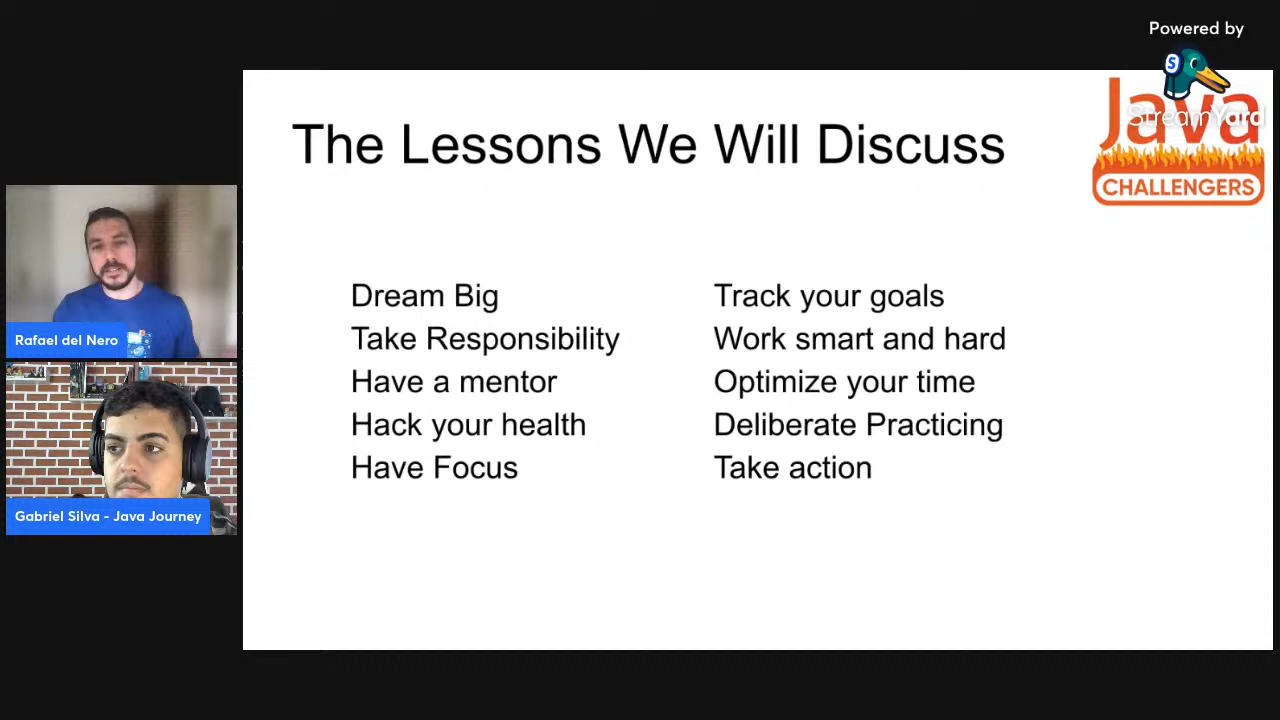 Powered by
StreamYard
Java
CHALLENGERS
The Lessons We Will Discuss
Dream Big
Take Responsibility
Have a mentor
Hack your health
Have Focus
Track your goals
Work smart and hard
Optimize your time
Deliberate Practicing
Take action
Rafael del Nero
Gabriel Silva - Java Journey